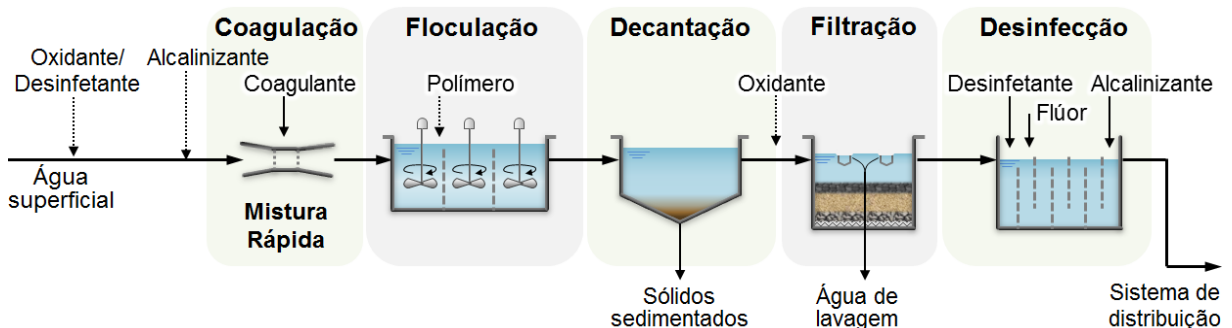 Coagulação
Floculação
Decantação
Filtração
Desinfecção
Oxidante/
Desinfetante
Alcalinizante
Coagulante
Polímero
Oxidante
Desinfetante
Flúor
Alcalinizante
Água
superficial
Mistura
Rápida
Sólidos
sedimentados
Água de
lavagem
Sistema de
distribuição